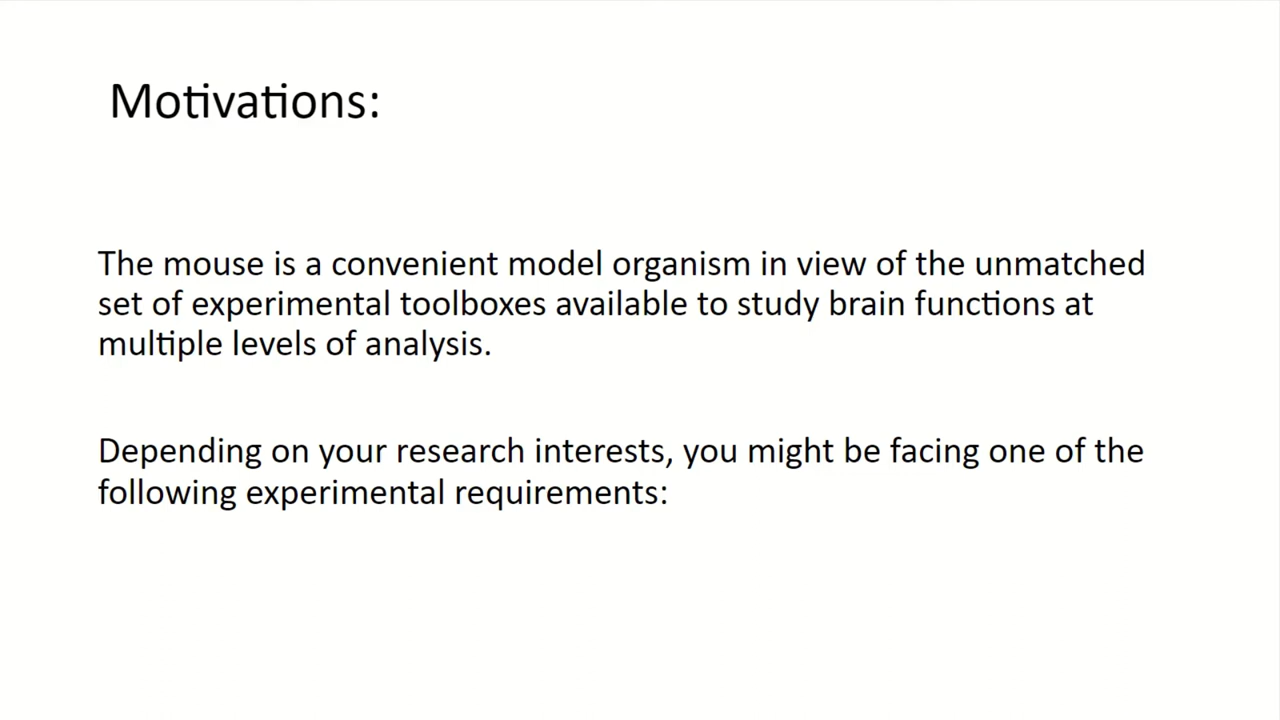 Motivations:
The mouse is a convenient model organism in view of the unmatched
set of experimental toolboxes available to study brain functions at
multiple levels of analysis.
Depending on your research interests, you might be facing one of the
following experimental requirements: